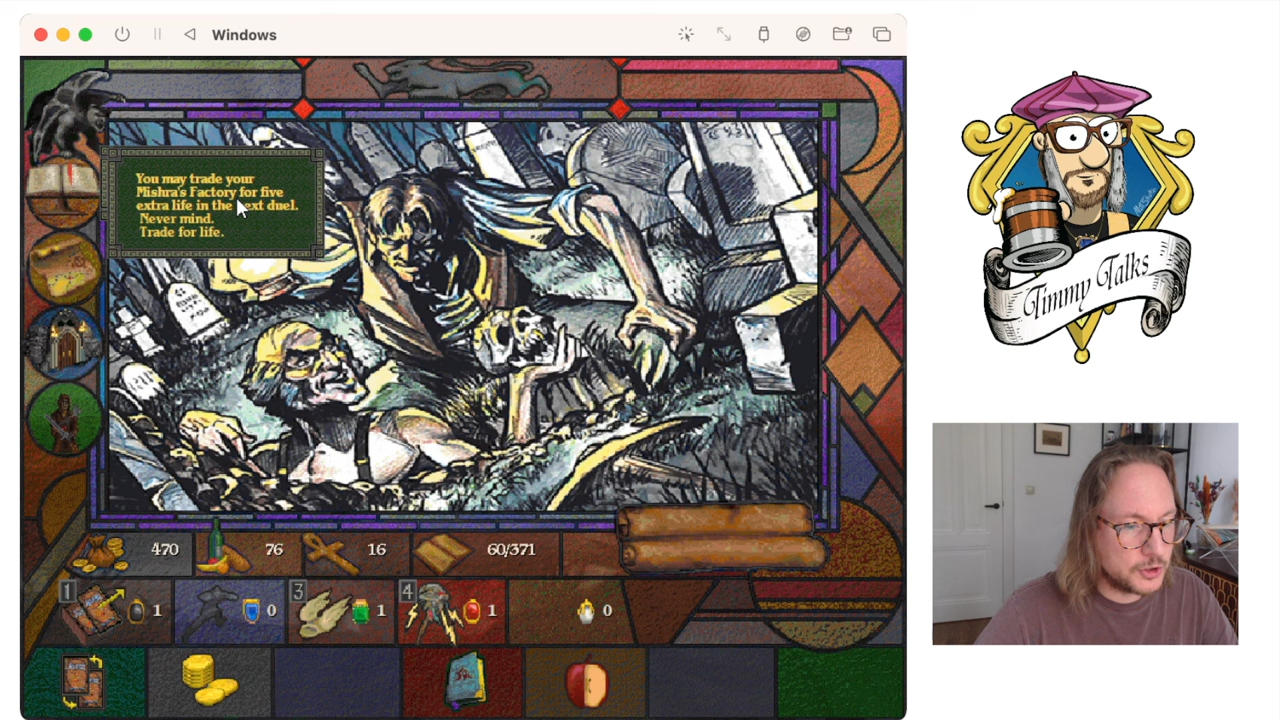 Windows
You may trade your
Mishra's Factory for five
extra life in the next duel.
Never mind.
Trade for life.
RIP
470
76
16
60/371
1
1
0
3
1
4
1
0
Timmy Talks